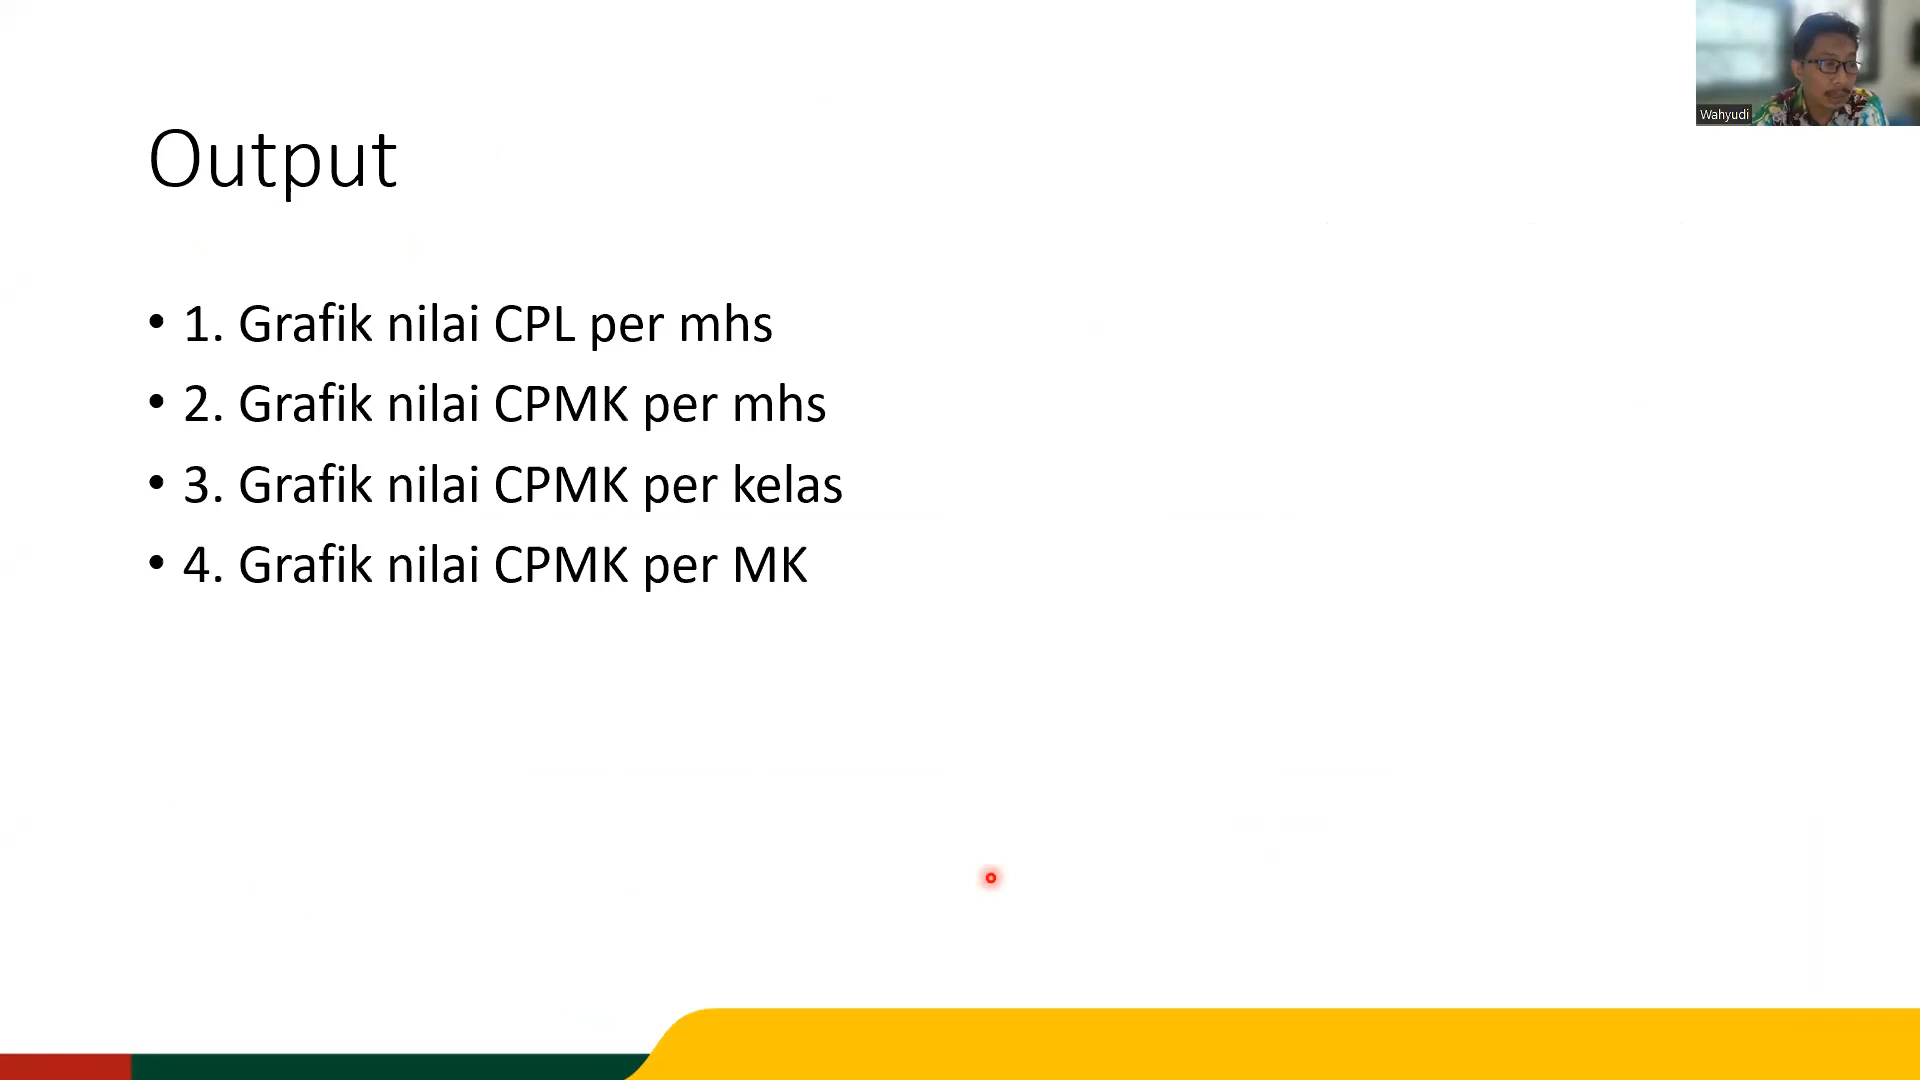 Wahyudi
Output
• 1. Grafik nilai CPL per mhs
• 2. Grafik nilai CPMK per mhs
• 3. Grafik nilai CPMK per kelas
• 4. Grafik nilai CPMK per MK